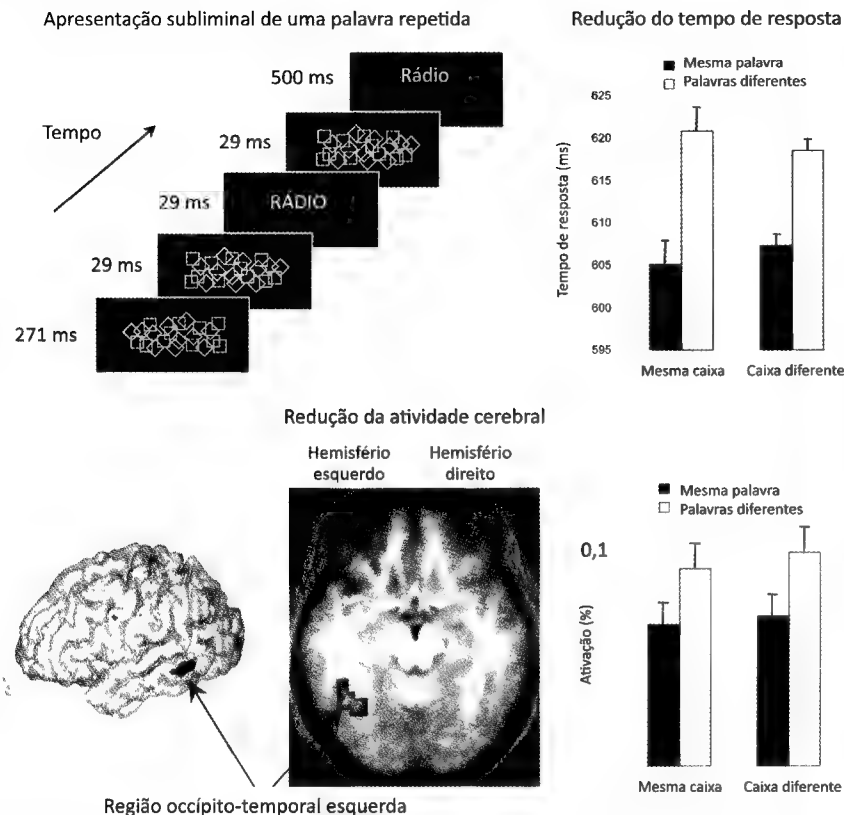 Apresentação subliminal de uma palavra repetida
500 ms
Rádio
Tempo
29 ms
29 ms
RÁDIO
29 ms
271 ms
Redução do tempo de resposta
Mesma palavra
Palavras diferentes
Tempo de resposta (ms)
625
620
615
610
605
600
595
Mesma caixa
Caixa diferente
Redução da atividade cerebral
Hemisfério
esquerdo
Hemisfério
direito
Região occípito-temporal esquerda
Mesma palavra
Palavras diferentes
0,1
Ativação (%)
Mesma caixa
Caixa diferente